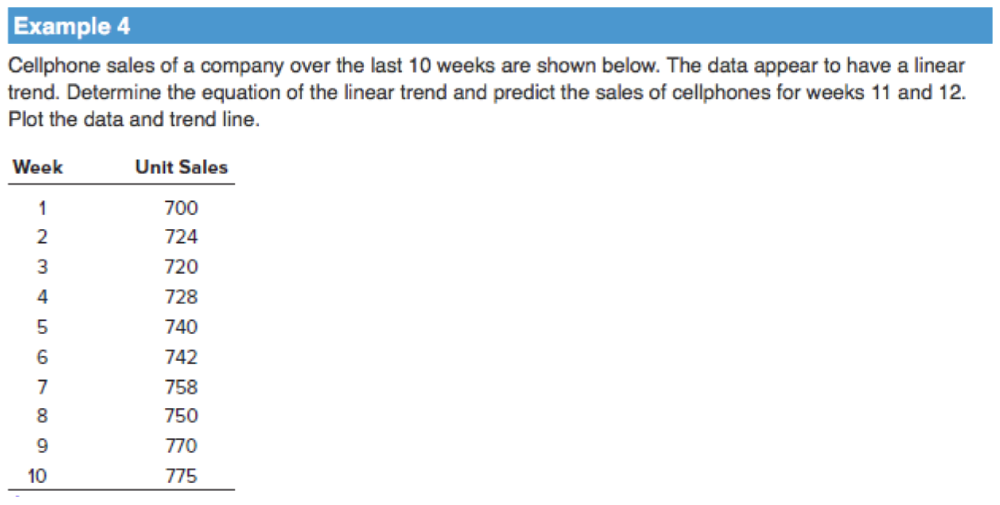 Example 4
Cellphone sales of a company over the last 10 weeks are shown below. The data appear to have a linear
trend. Determine the equation of the linear trend and predict the sales of cellphones for weeks 11 and 12.
Plot the data and trend line.
Week Unit Sales
1 700
2 724
3 720
4 728
5 740
6 742
7 758
8 750
9 770
10 775